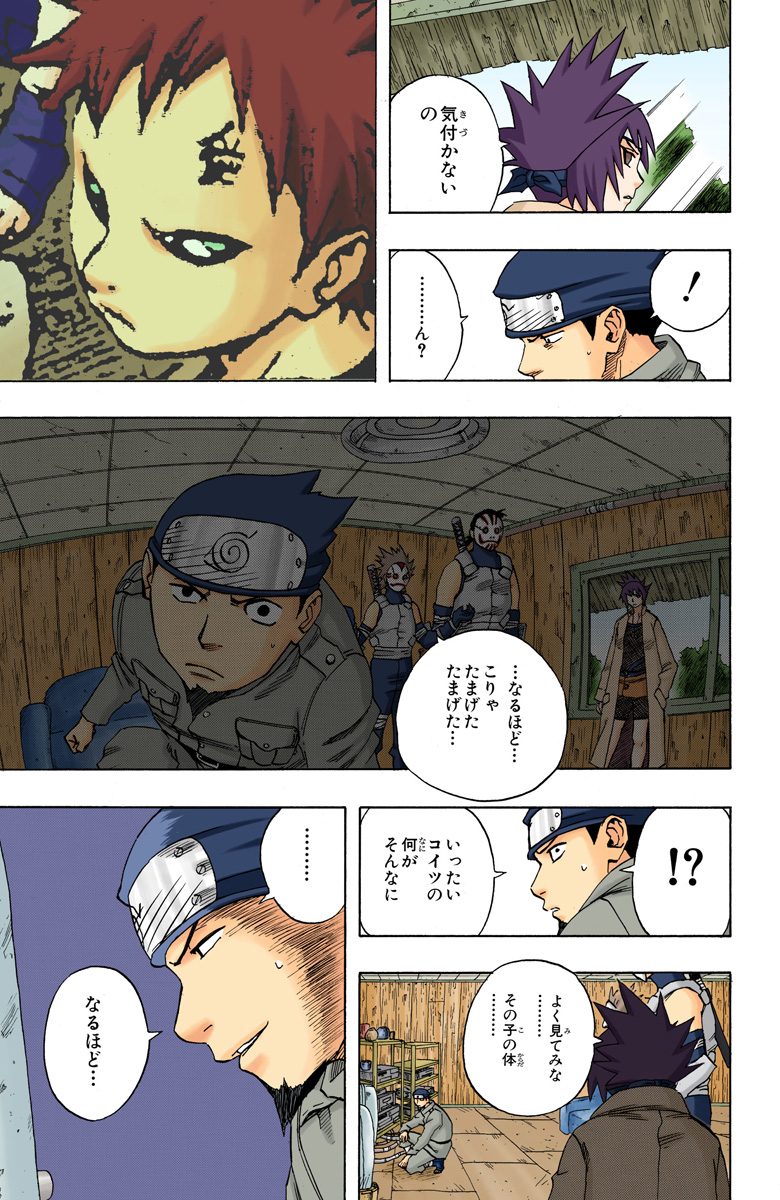 気付かない
の
！
………ん？
いったい
コイツの
何が
そんなに
！？
よく見てみな
………
その子の体
………
………
なるほど…
…なるほど…
こりゃ
たまげた
たまげた…